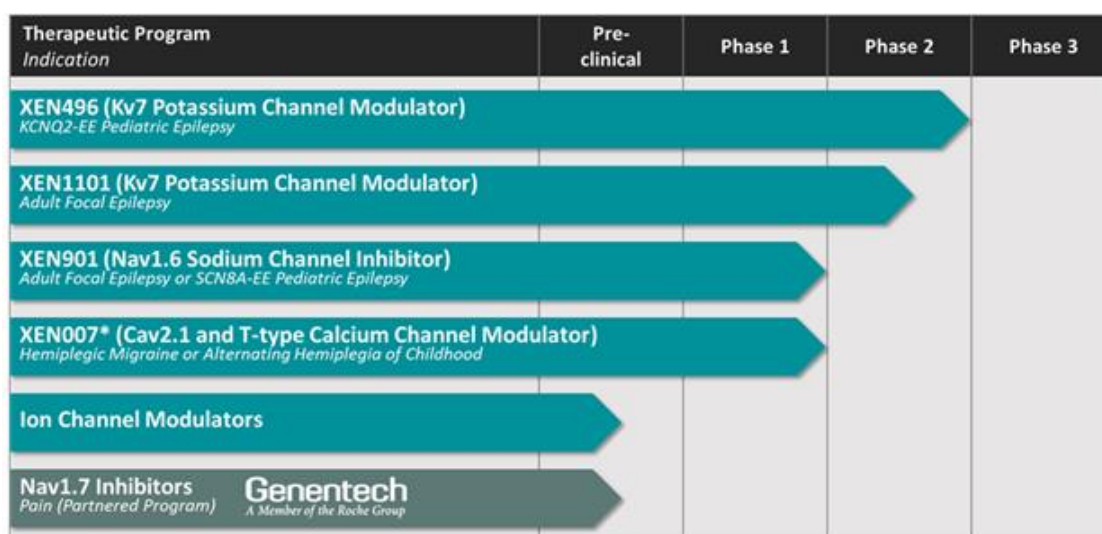 Therapeutic Program
Indication
Pre-
clinical
Phase 1
Phase 2
Phase 3
XEN496 (Kv7 Potassium Channel Modulator)
KCNQ2-EE Pediatric Epilepsy
XEN1101 (Kv7 Potassium Channel Modulator)
Adult Focal Epilepsy
XEN901 (Nav1.6 Sodium Channel Inhibitor)
Adult Focal Epilepsy or SCN8A-EE Pediatric Epilepsy
XEN007* (Cav2.1 and T-type Calcium Channel Modulator)
Hemiplegic Migraine or Alternating Hemiplegia of Childhood
Ion Channel Modulators
Nav1.7 Inhibitors
Pain (Partnered Program)
Genentech
A Member of the Roche Group